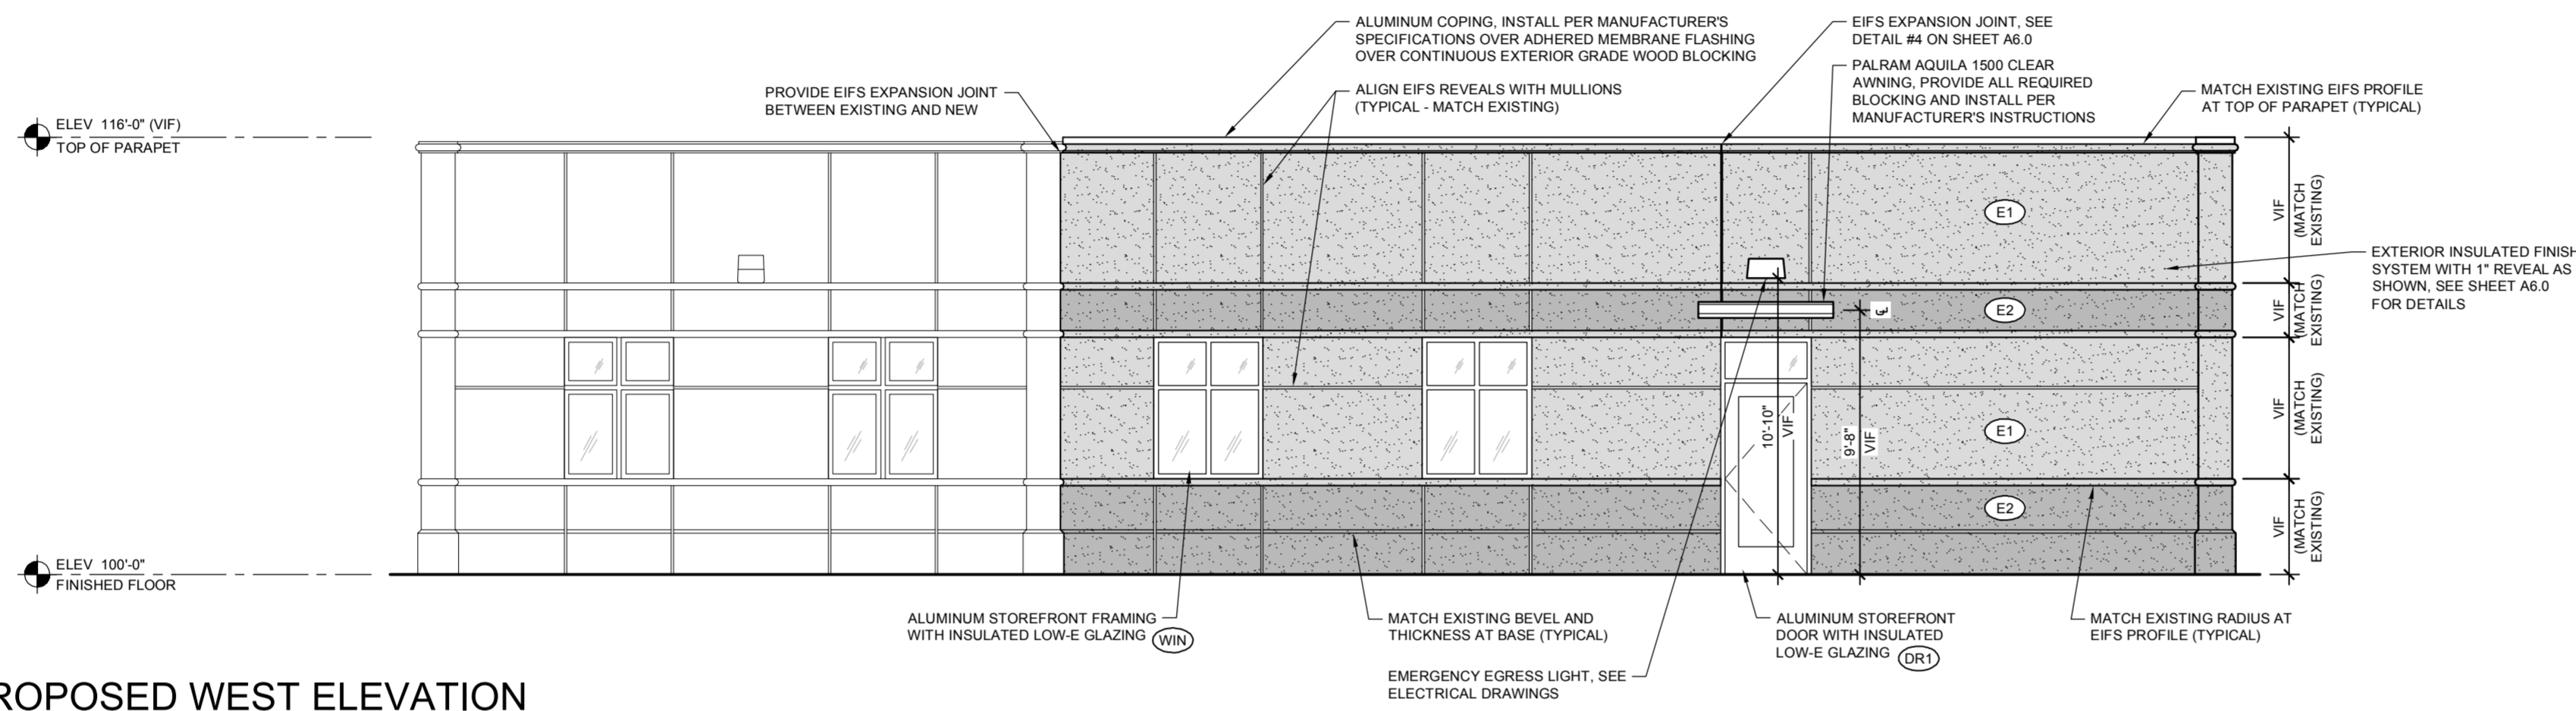 ALUMINUM COPING, INSTALL PER MANUFACTURER'S
SPECIFICATIONS OVER ADHERED MEMBRANE FLASHING
OVER CONTINUOUS EXTERIOR GRADE WOOD BLOCKING
EIFS EXPANSION JOINT, SEE
DETAIL #4 ON SHEET A6.0
PALRAM AQUILA 1500 CLEAR
AWNING, PROVIDE ALL REQUIRED
BLOCKING AND INSTALL PER
MANUFACTURER'S INSTRUCTIONS
PROVIDE EIFS EXPANSION JOINT
BETWEEN EXISTING AND NEW
ALIGN EIFS REVEALS WITH MULLIONS
(TYPICAL - MATCH EXISTING)
MATCH EXISTING EIFS PROFILE
AT TOP OF PARAPET (TYPICAL)
ELEV 116'-0" (VIF)
TOP OF PARAPET
E1
VIF
(MATCH
EXISTING)
EXTERIOR INSULATED FINISH
SYSTEM WITH 1" REVEAL AS
SHOWN, SEE SHEET A6.0
FOR DETAILS
E2
VIF
(MATCH
EXISTING)
10'-10"
VIF
9'-8"
VIF
E1
VIF
(MATCH
EXISTING)
E2
VIF
(MATCH
EXISTING)
ELEV 100'-0"
FINISHED FLOOR
ALUMINUM STOREFRONT FRAMING
WITH INSULATED LOW-E GLAZING WIN
MATCH EXISTING BEVEL AND
THICKNESS AT BASE (TYPICAL)
ALUMINUM STOREFRONT
DOOR WITH INSULATED
LOW-E GLAZING DR1
MATCH EXISTING RADIUS AT
EIFS PROFILE (TYPICAL)
EMERGENCY EGRESS LIGHT, SEE
ELECTRICAL DRAWINGS
ROPOSED WEST ELEVATION